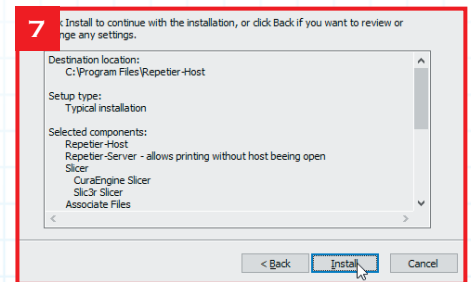 7
Install to continue with the installation, or click Back if you want to review or
any settings.
Destination location:
C:\Program Files\Repetier-Host
Setup type:
Typical installation
Selected components:
Repetier-Host
Repetier-Server - allows printing without host beeing open
Slicer
CuraEngine Slicer
Slic3r Slicer
Associate Files
< Back
Install
Cancel